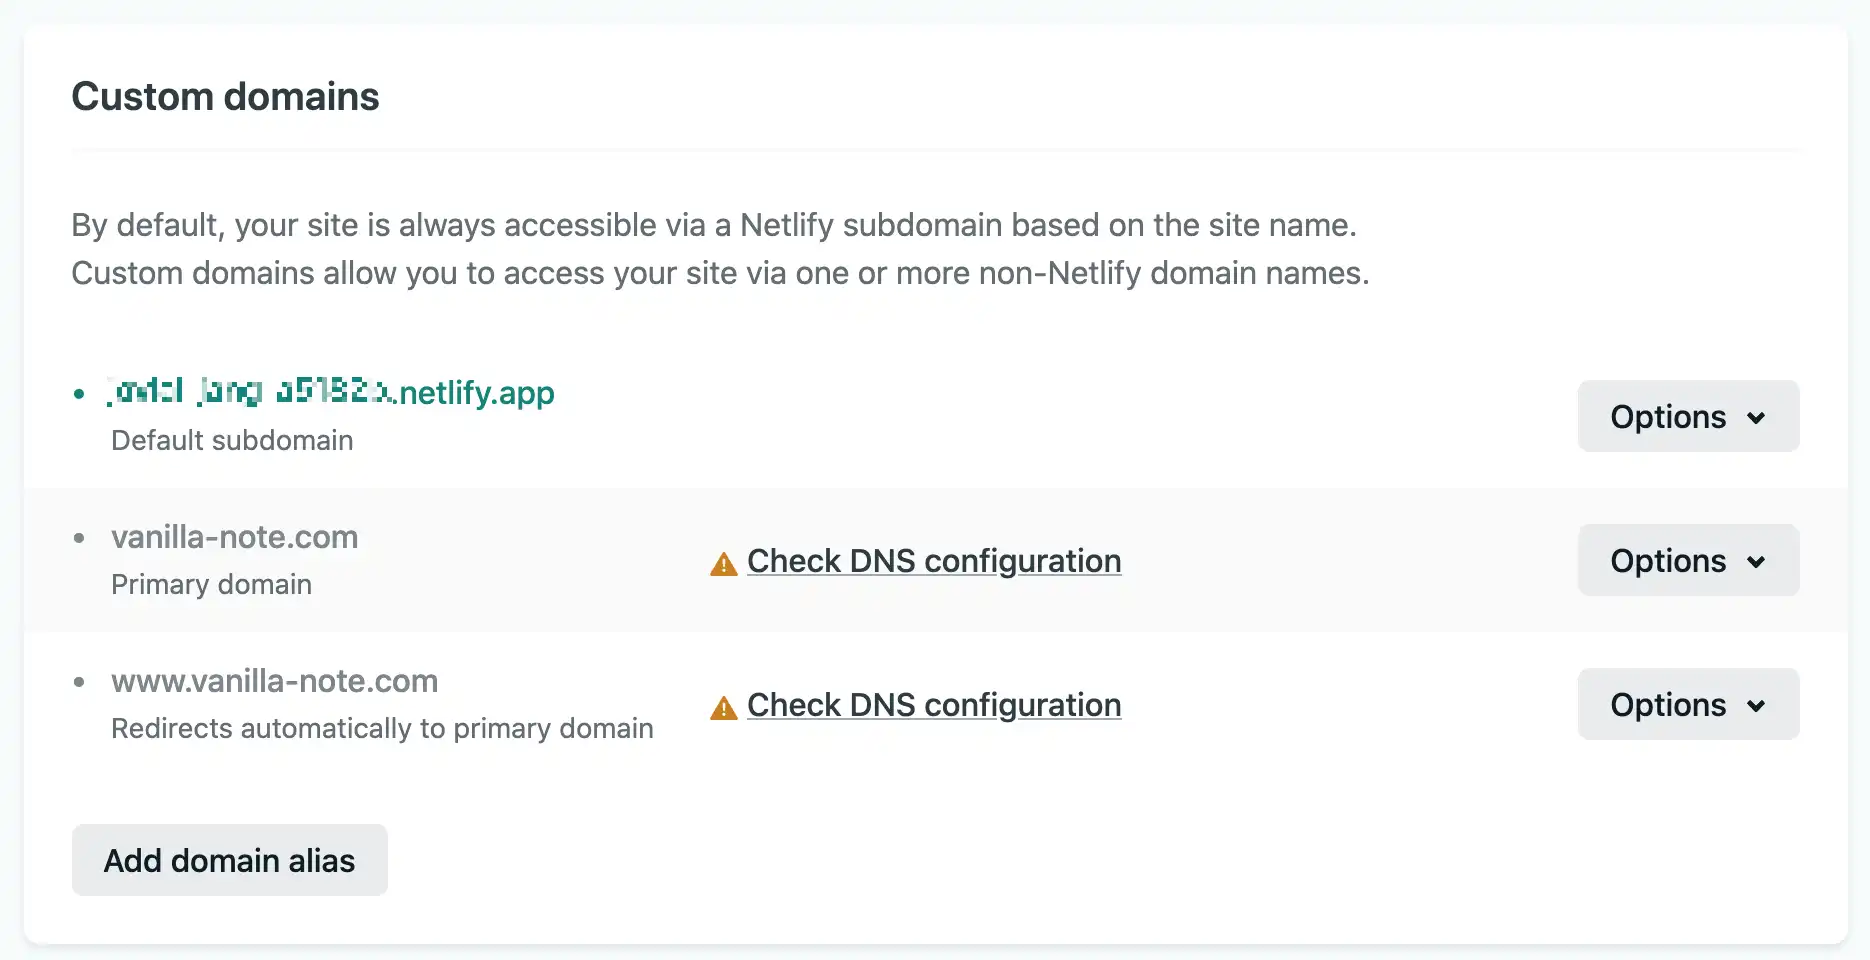 Custom domains
By default, your site is always accessible via a Netlify subdomain based on the site name.
Custom domains allow you to access your site via one or more non-Netlify domain names.
.netlify.app
Default subdomain
Options
vanilla-note.com
Primary domain
Check DNS configuration
Options
www.vanilla-note.com
Redirects automatically to primary domain
Check DNS configuration
Options
Add domain alias